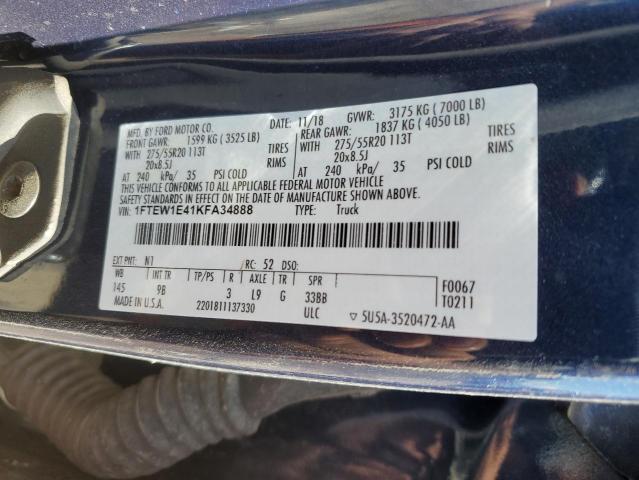 MFD. BY FORD MOTOR CO. DATE: 11/18 GVWR: 3175 KG ( 7000 LB)
FRONT GAWR: 1599 KG ( 3525 LB) REAR GAWR: 1837 KG ( 4050 LB)
WITH 275/55R20 113T TIRES WITH 275/55R20 113T TIRES
20x8.5J RIMS 20x8.5J RIMS
AT 240 kPa/ 35 PSI COLD AT 240 kPa/ 35 PSI COLD
THIS VEHICLE CONFORMS TO ALL APPLICABLE FEDERAL MOTOR VEHICLE
SAFETY STANDARDS IN EFFECT ON THE DATE OF MANUFACTURE SHOWN ABOVE.
VIN: 1FTEW1E41KFA34888 TYPE: Truck
EXT PNT: N1 RC: 52 DSO:
WB INT TR TP/PS R AXLE TR SPR F0067
145 9B 3 L9 G 33BB T0211
MADE IN U.S.A. 2201811137330 ULC ▽ 5U5A-3520472-AA